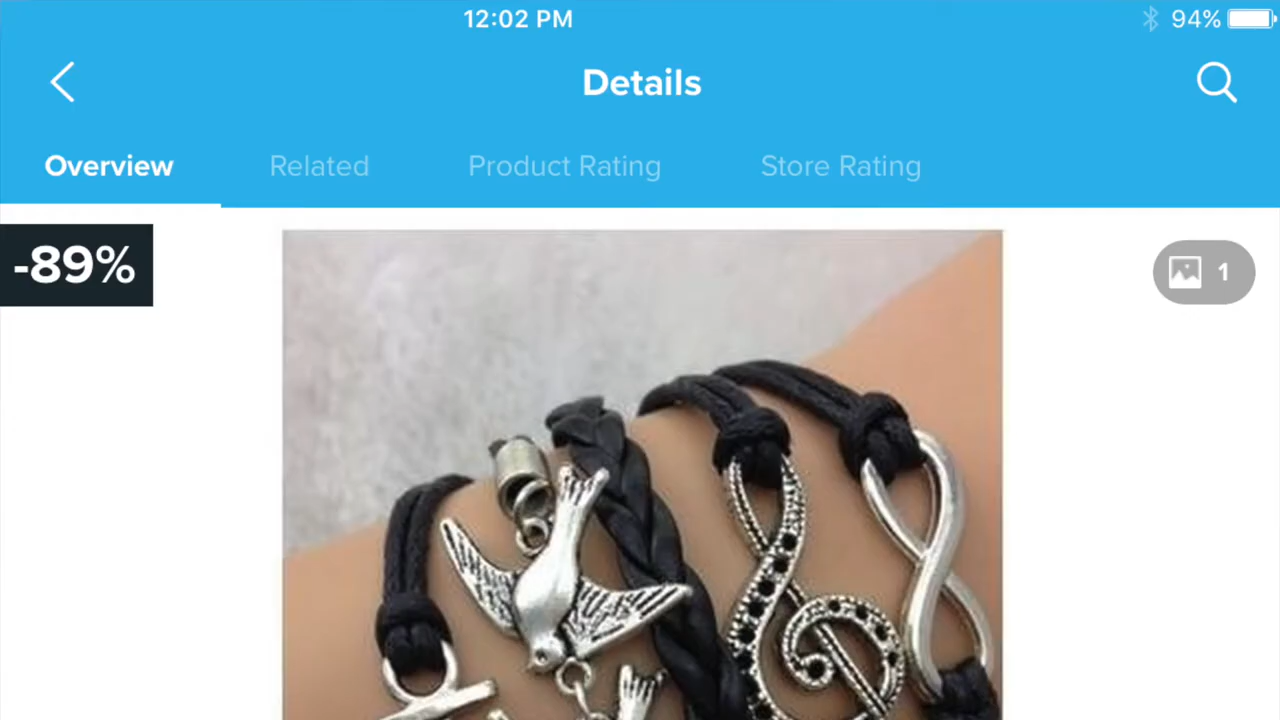 12:02 PM
94%
Details
Overview Related Product Rating Store Rating
-89%
1